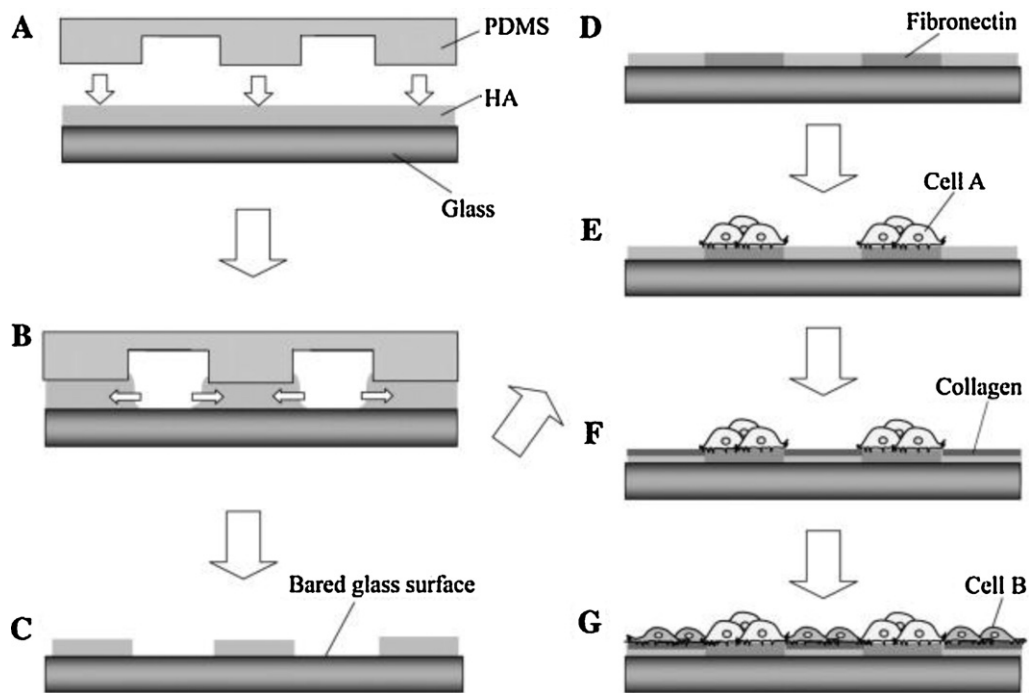 A
PDMS
HA
Glass
B
C
Bared glass surface
D
Fibronectin
E
Cell A
F
Collagen
G
Cell B